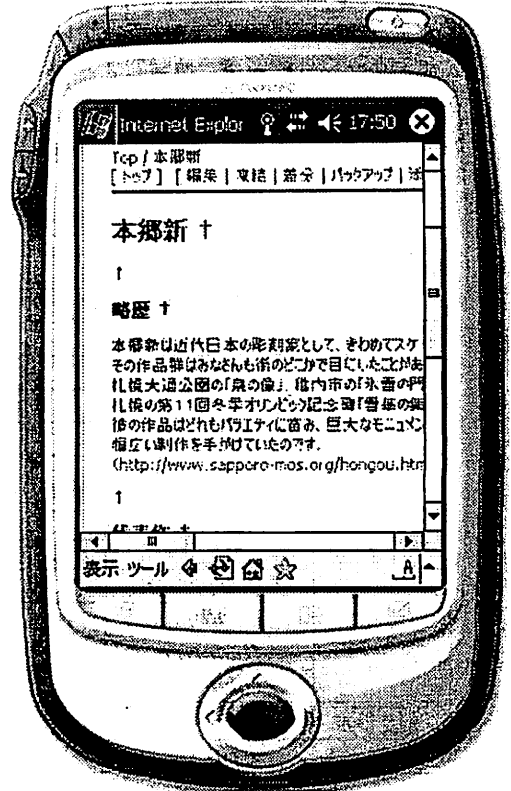 Internet Explor 17:50
Top / 本郷新
[ トップ ] [ 編集 | 凍結 | 差分 | バックアップ |
本郷新 †
↑
略歴 †
本郷新は近代日本の彫刻家として、きわめてスケ
その作品群はみなさんも街のどこかで目にしたことがあ
札幌大通公園の「泉の像」、稚内市の「氷雪の門
札幌の第11回冬季オリンピック記念碑「雪華の
彼の作品はどれもバラエティに富み、巨大なモニュメン
幅広い制作を手がけていたのです。
(http://www.sapporo-mos.org/hongou.htm
↑
代表作 †
表示 ツール